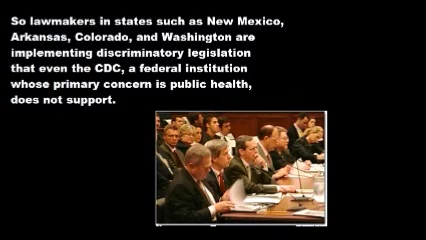 So lawmakers in states such as New Mexico,
Arkansas, Colorado, and Washington are
implementing discriminatory legislation
that even the CDC, a federal institution
whose primary concern is public health,
does not support.